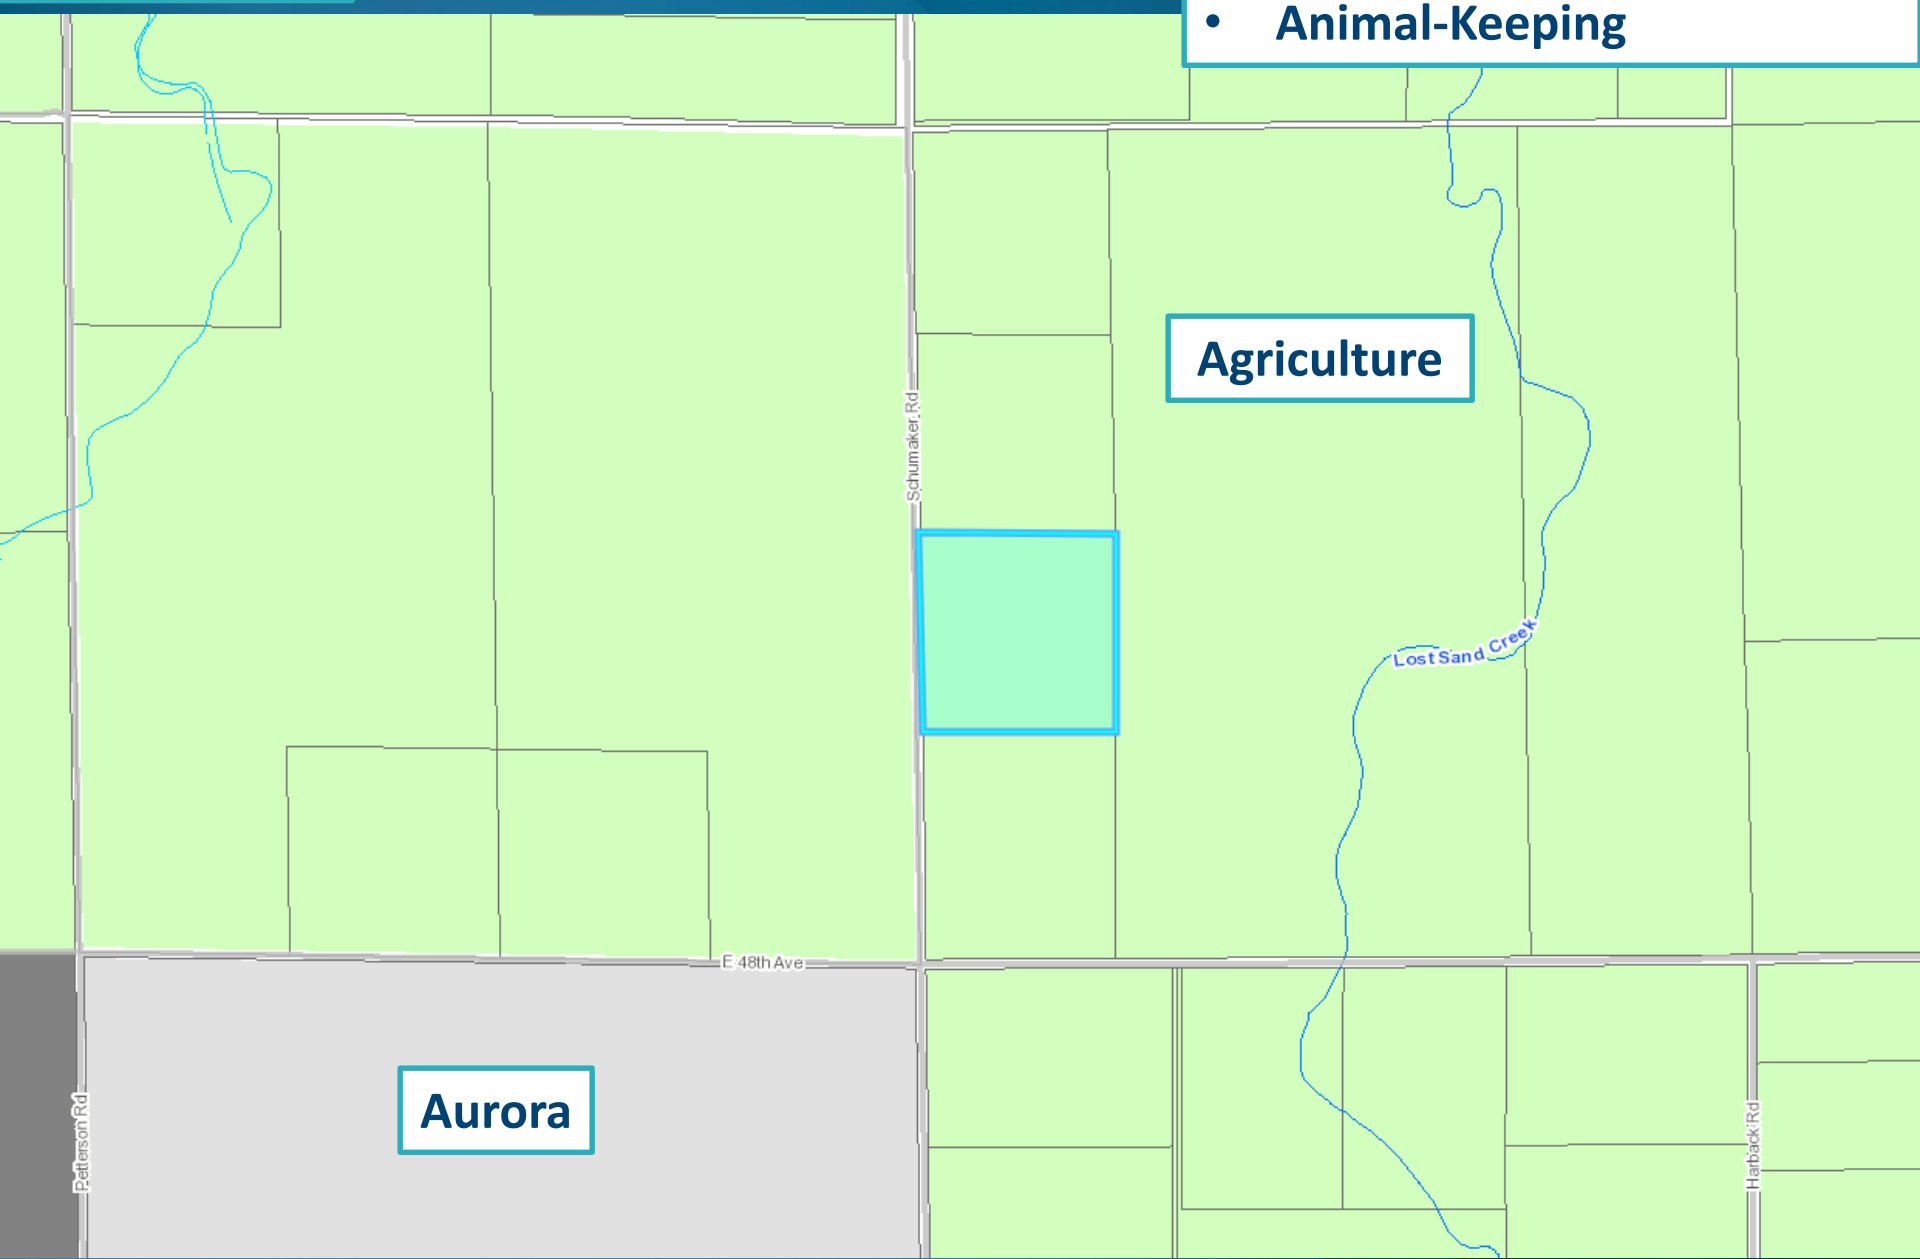 • Animal-Keeping
Agriculture
Schumaker Rd
Lost Sand Creek
E 48th Ave
Aurora
Petterson Rd
Harback Rd